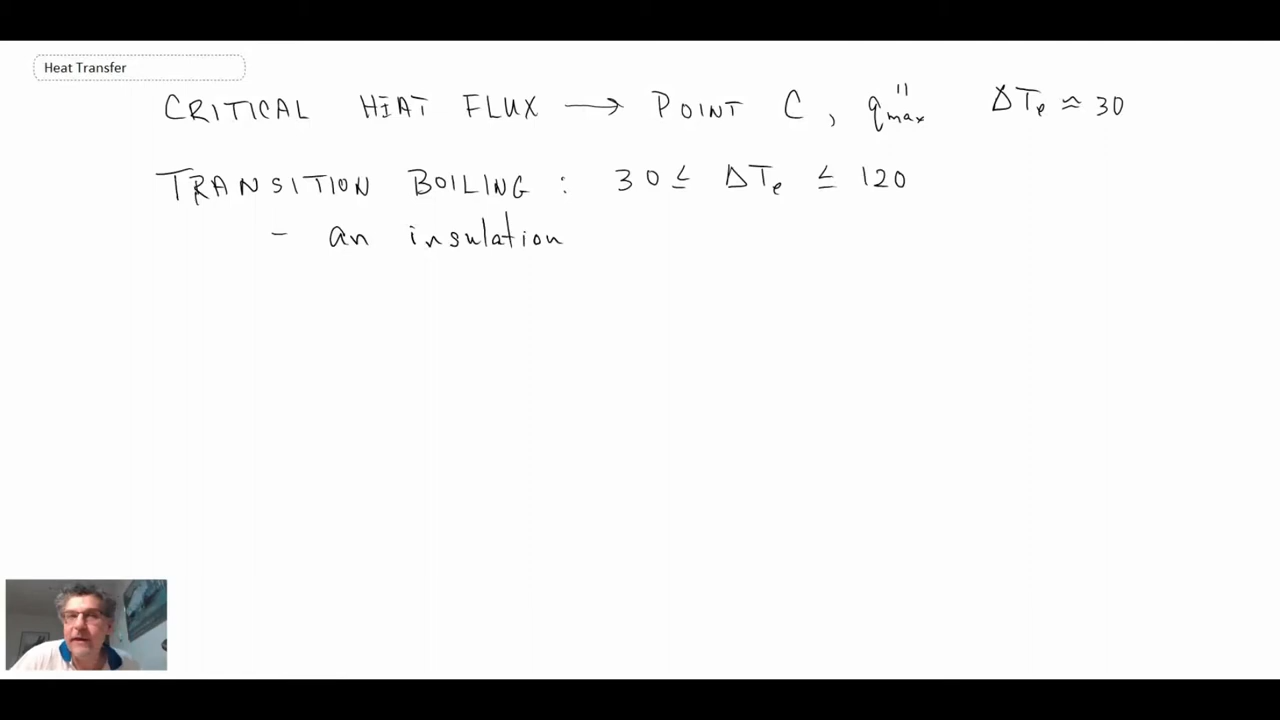 Heat Transfer
CRITICAL HEAT FLUX → POINT C, q"max ΔTe ≈ 30
TRANSITION BOILING : 30 ≤ ΔTe ≤ 120
- an insulation